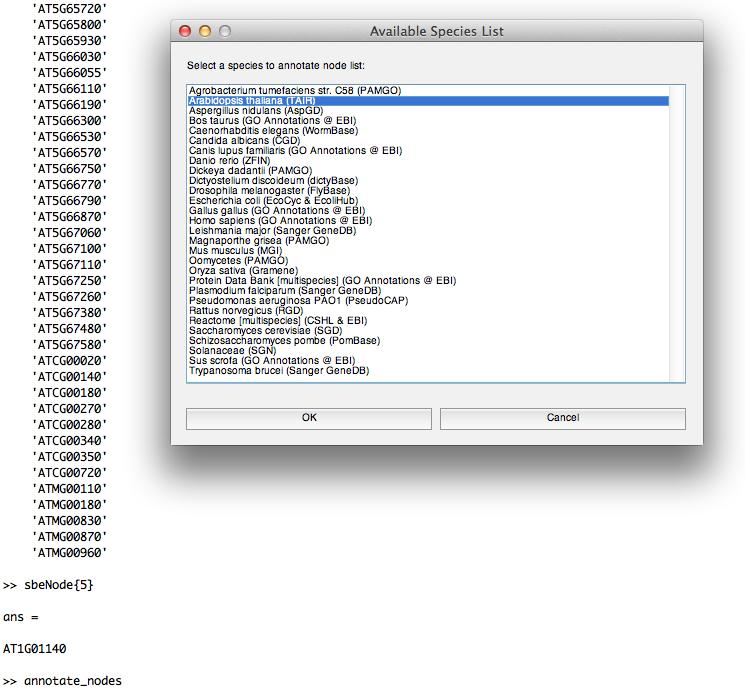 'AT5G65720'
'AT5G65800'
'AT5G65930'
'AT5G66030'
'AT5G66055'
'AT5G66110'
'AT5G66190'
'AT5G66300'
'AT5G66530'
'AT5G66570'
'AT5G66750'
'AT5G66770'
'AT5G66790'
'AT5G66870'
'AT5G67060'
'AT5G67100'
'AT5G67110'
'AT5G67250'
'AT5G67260'
'AT5G67380'
'AT5G67480'
'AT5G67580'
'ATCG00020'
'ATCG00140'
'ATCG00180'
'ATCG00270'
'ATCG00280'
'ATCG00340'
'ATCG00350'
'ATCG00720'
'ATMG00110'
'ATMG00180'
'ATMG00830'
'ATMG00870'
'ATMG00960'
>> sbeNode{5}
ans =
AT1G01140
>> annotate_nodes
Available Species List
Select a species to annotate node list:
Agrobacterium tumefaciens str. C58 (PAMGO)
Arabidopsis thaliana (TAIR)
Aspergillus nidulans (AspGD)
Bos taurus (GO Annotations @ EBI)
Caenorhabditis elegans (WormBase)
Candida albicans (CGD)
Canis lupus familiaris (GO Annotations @ EBI)
Danio rerio (ZFIN)
Dickeya dadantii (PAMGO)
Dictyostelium discoideum (dictyBase)
Drosophila melanogaster (FlyBase)
Escherichia coli (EcoCyc & EcoliHub)
Gallus gallus (GO Annotations @ EBI)
Homo sapiens (GO Annotations @ EBI)
Leishmania major (Sanger GeneDB)
Magnaporthe grisea (PAMGO)
Mus musculus (MGI)
Oomycetes (PAMGO)
Oryza sativa (Gramene)
Protein Data Bank [multispecies] (GO Annotations @ EBI)
Plasmodium falciparum (Sanger GeneDB)
Pseudomonas aeruginosa PAO1 (PseudoCAP)
Rattus norvegicus (RGD)
Reactome [multispecies] (CSHL & EBI)
Saccharomyces cerevisiae (SGD)
Schizosaccharomyces pombe (PomBase)
Solanaceae (SGN)
Sus scrofa (GO Annotations @ EBI)
Trypanosoma brucei (Sanger GeneDB)
OK
Cancel